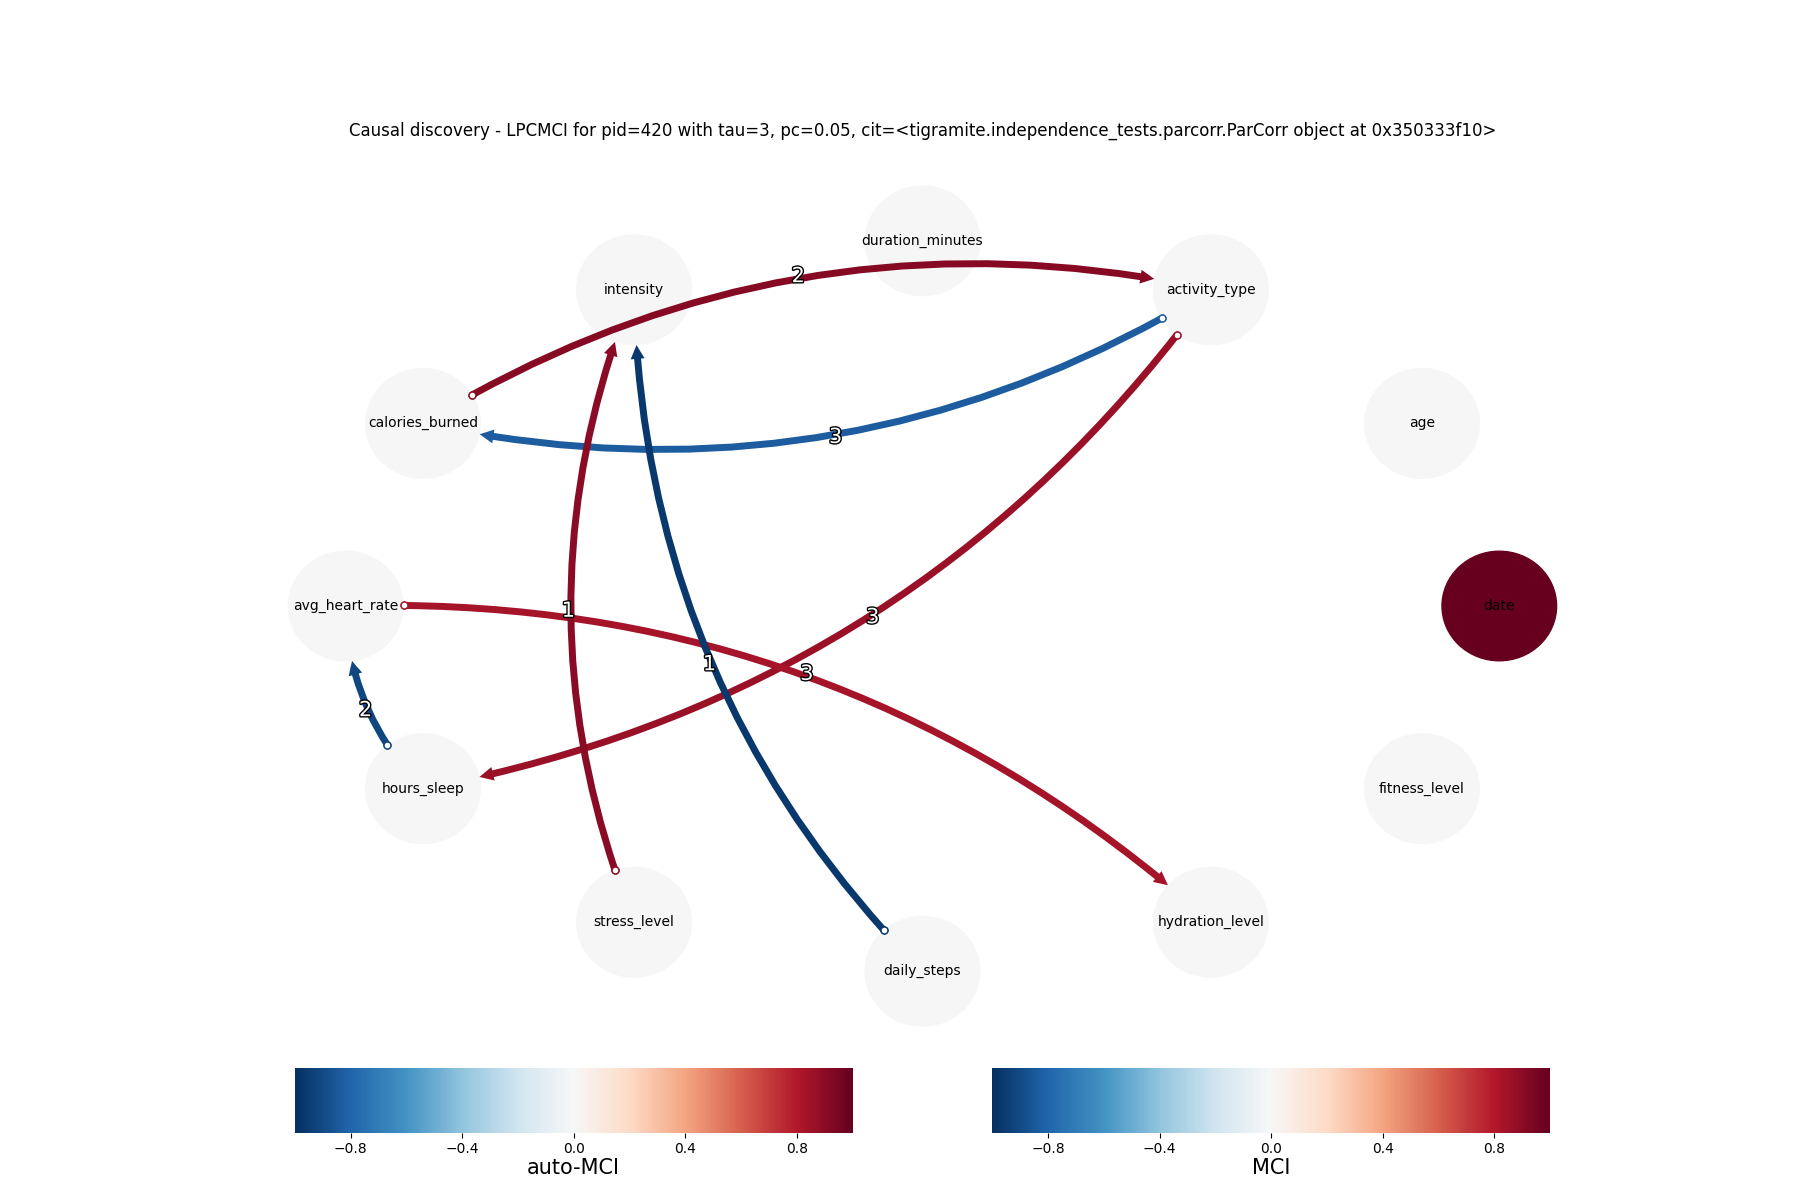 Causal discovery - LPCMCI for pid=420 with tau=3, pc=0.05, cit=<tigramite.independence_tests.parcorr.ParCorr object at 0x350333f10>
duration_minutes
intensity
activity_type
2
calories_burned
age
3
avg_heart_rate
date
1
3
1
3
2
hours_sleep
fitness_level
stress_level
hydration_level
daily_steps
−0.8 −0.4 0.0 0.4 0.8
auto-MCI
−0.8 −0.4 0.0 0.4 0.8
MCI